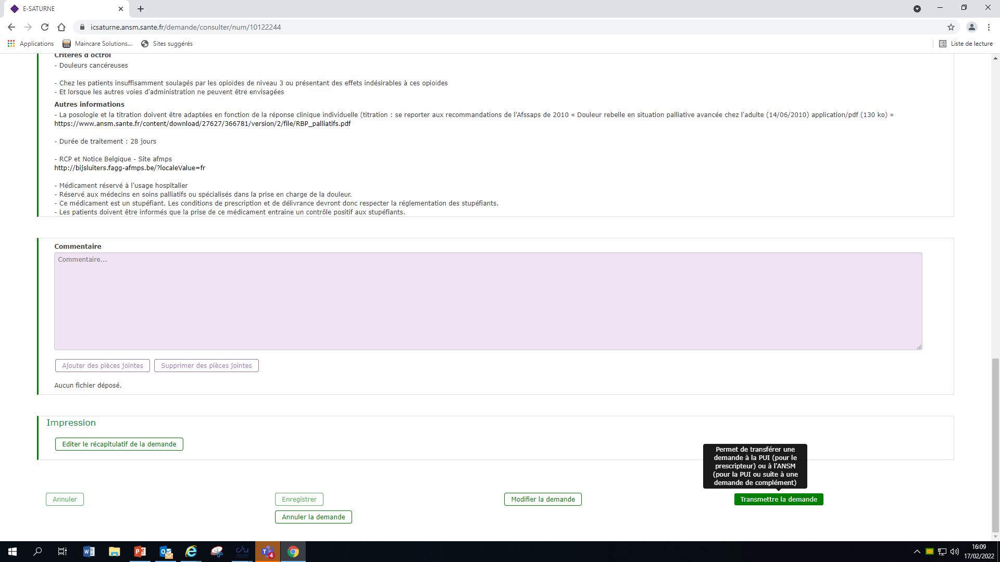 E-SATURNE
icsaturne.ansm.sante.fr/demande/consulter/num/10122244
Applications
Maincare Solutions...
Sites suggérés
Liste de lecture
Critères d'octroi
- Douleurs cancéreuses
- Chez les patients insuffisamment soulagés par les opioïdes de niveau 3 ou présentant des effets indésirables à ces opioïdes
- Et lorsque les autres voies d'administration ne peuvent être envisagées
Autres informations
- La posologie et la titration doivent être adaptées en fonction de la réponse clinique individuelle (titration : se reporter aux recommandations de l'Afssaps de 2010 « Douleur rebelle en situation palliative avancée chez l'adulte (14/06/2010) application/pdf (130 ko) »
https://www.ansm.sante.fr/content/download/27627/366781/version/2/file/RBP_palliatifs.pdf
- Durée de traitement : 28 jours
- RCP et Notice Belgique - Site afmps
http://bijsluiters.fagg-afmps.be/?localeValue=fr
- Médicament réservé à l'usage hospitalier
- Réservé aux médecins en soins palliatifs ou spécialisés dans la prise en charge de la douleur.
- Ce médicament est un stupéfiant. Les conditions de prescription et de délivrance devront donc respecter la réglementation des stupéfiants.
- Les patients doivent être informés que la prise de ce médicament entraine un contrôle positif aux stupéfiants.
Commentaire
Commentaire...
Ajouter des pièces jointes
Supprimer des pièces jointes
Aucun fichier déposé.
Impression
Editer le récapitulatif de la demande
Permet de transférer une
demande à la PUI (pour le
prescripteur) ou à l'ANSM
(pour la PUI ou suite à une
demande de complément)
Annuler
Enregistrer
Modifier la demande
Transmettre la demande
Annuler la demande
chu
4
16:09
17/02/2022